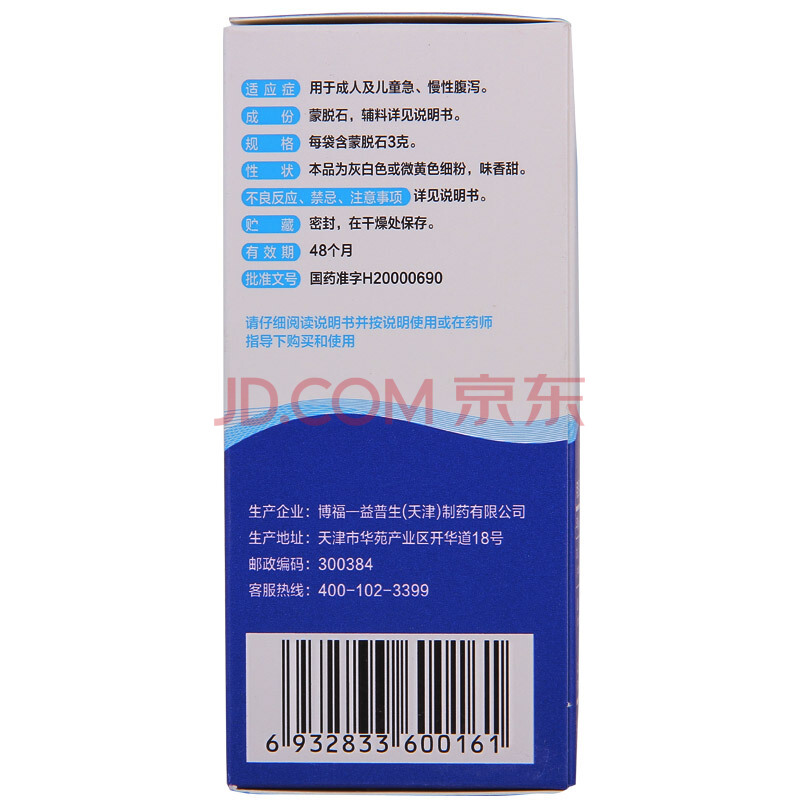 适应症 用于成人及儿童急、慢性腹泻。
成份 蒙脱石，辅料详见说明书。
规格 每袋含蒙脱石3克。
性状 本品为灰白色或微黄色细粉，味香甜。
不良反应、禁忌、注意事项 详见说明书。
贮藏 密封，在干燥处保存。
有效期 48个月
批准文号 国药准字H20000690
请仔细阅读说明书并按说明使用或在药师
指导下购买和使用
JD.COM 京东
生产企业：博福—益普生(天津)制药有限公司
生产地址：天津市华苑产业区开华道18号
邮政编码：300384
客服热线：400-102-3399
6 932833 600161